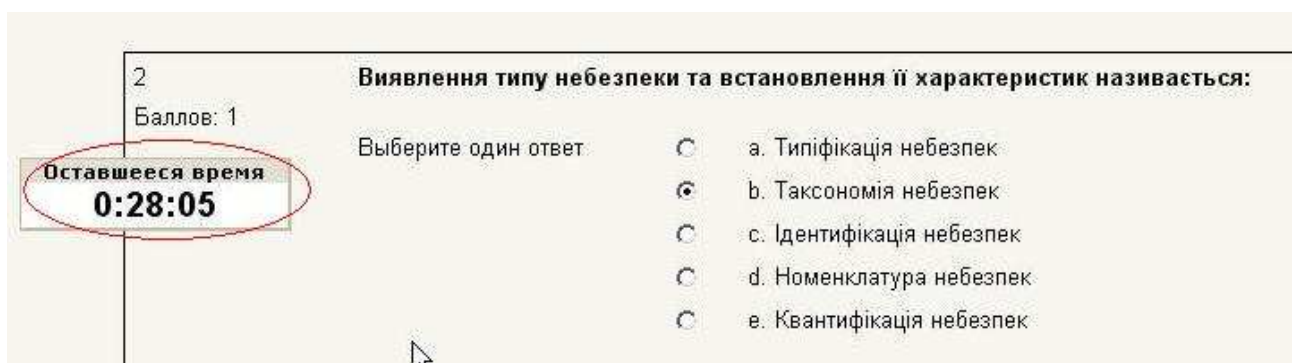 2
Виявлення типу небезпеки та встановлення її характеристик називається:
Баллов: 1
Оставшееся время
0:28:05
Выберите один ответ
a. Типіфікація небезпек
b. Таксономія небезпек
c. Ідентифікація небезпек
d. Номенклатура небезпек
e. Квантифікація небезпек